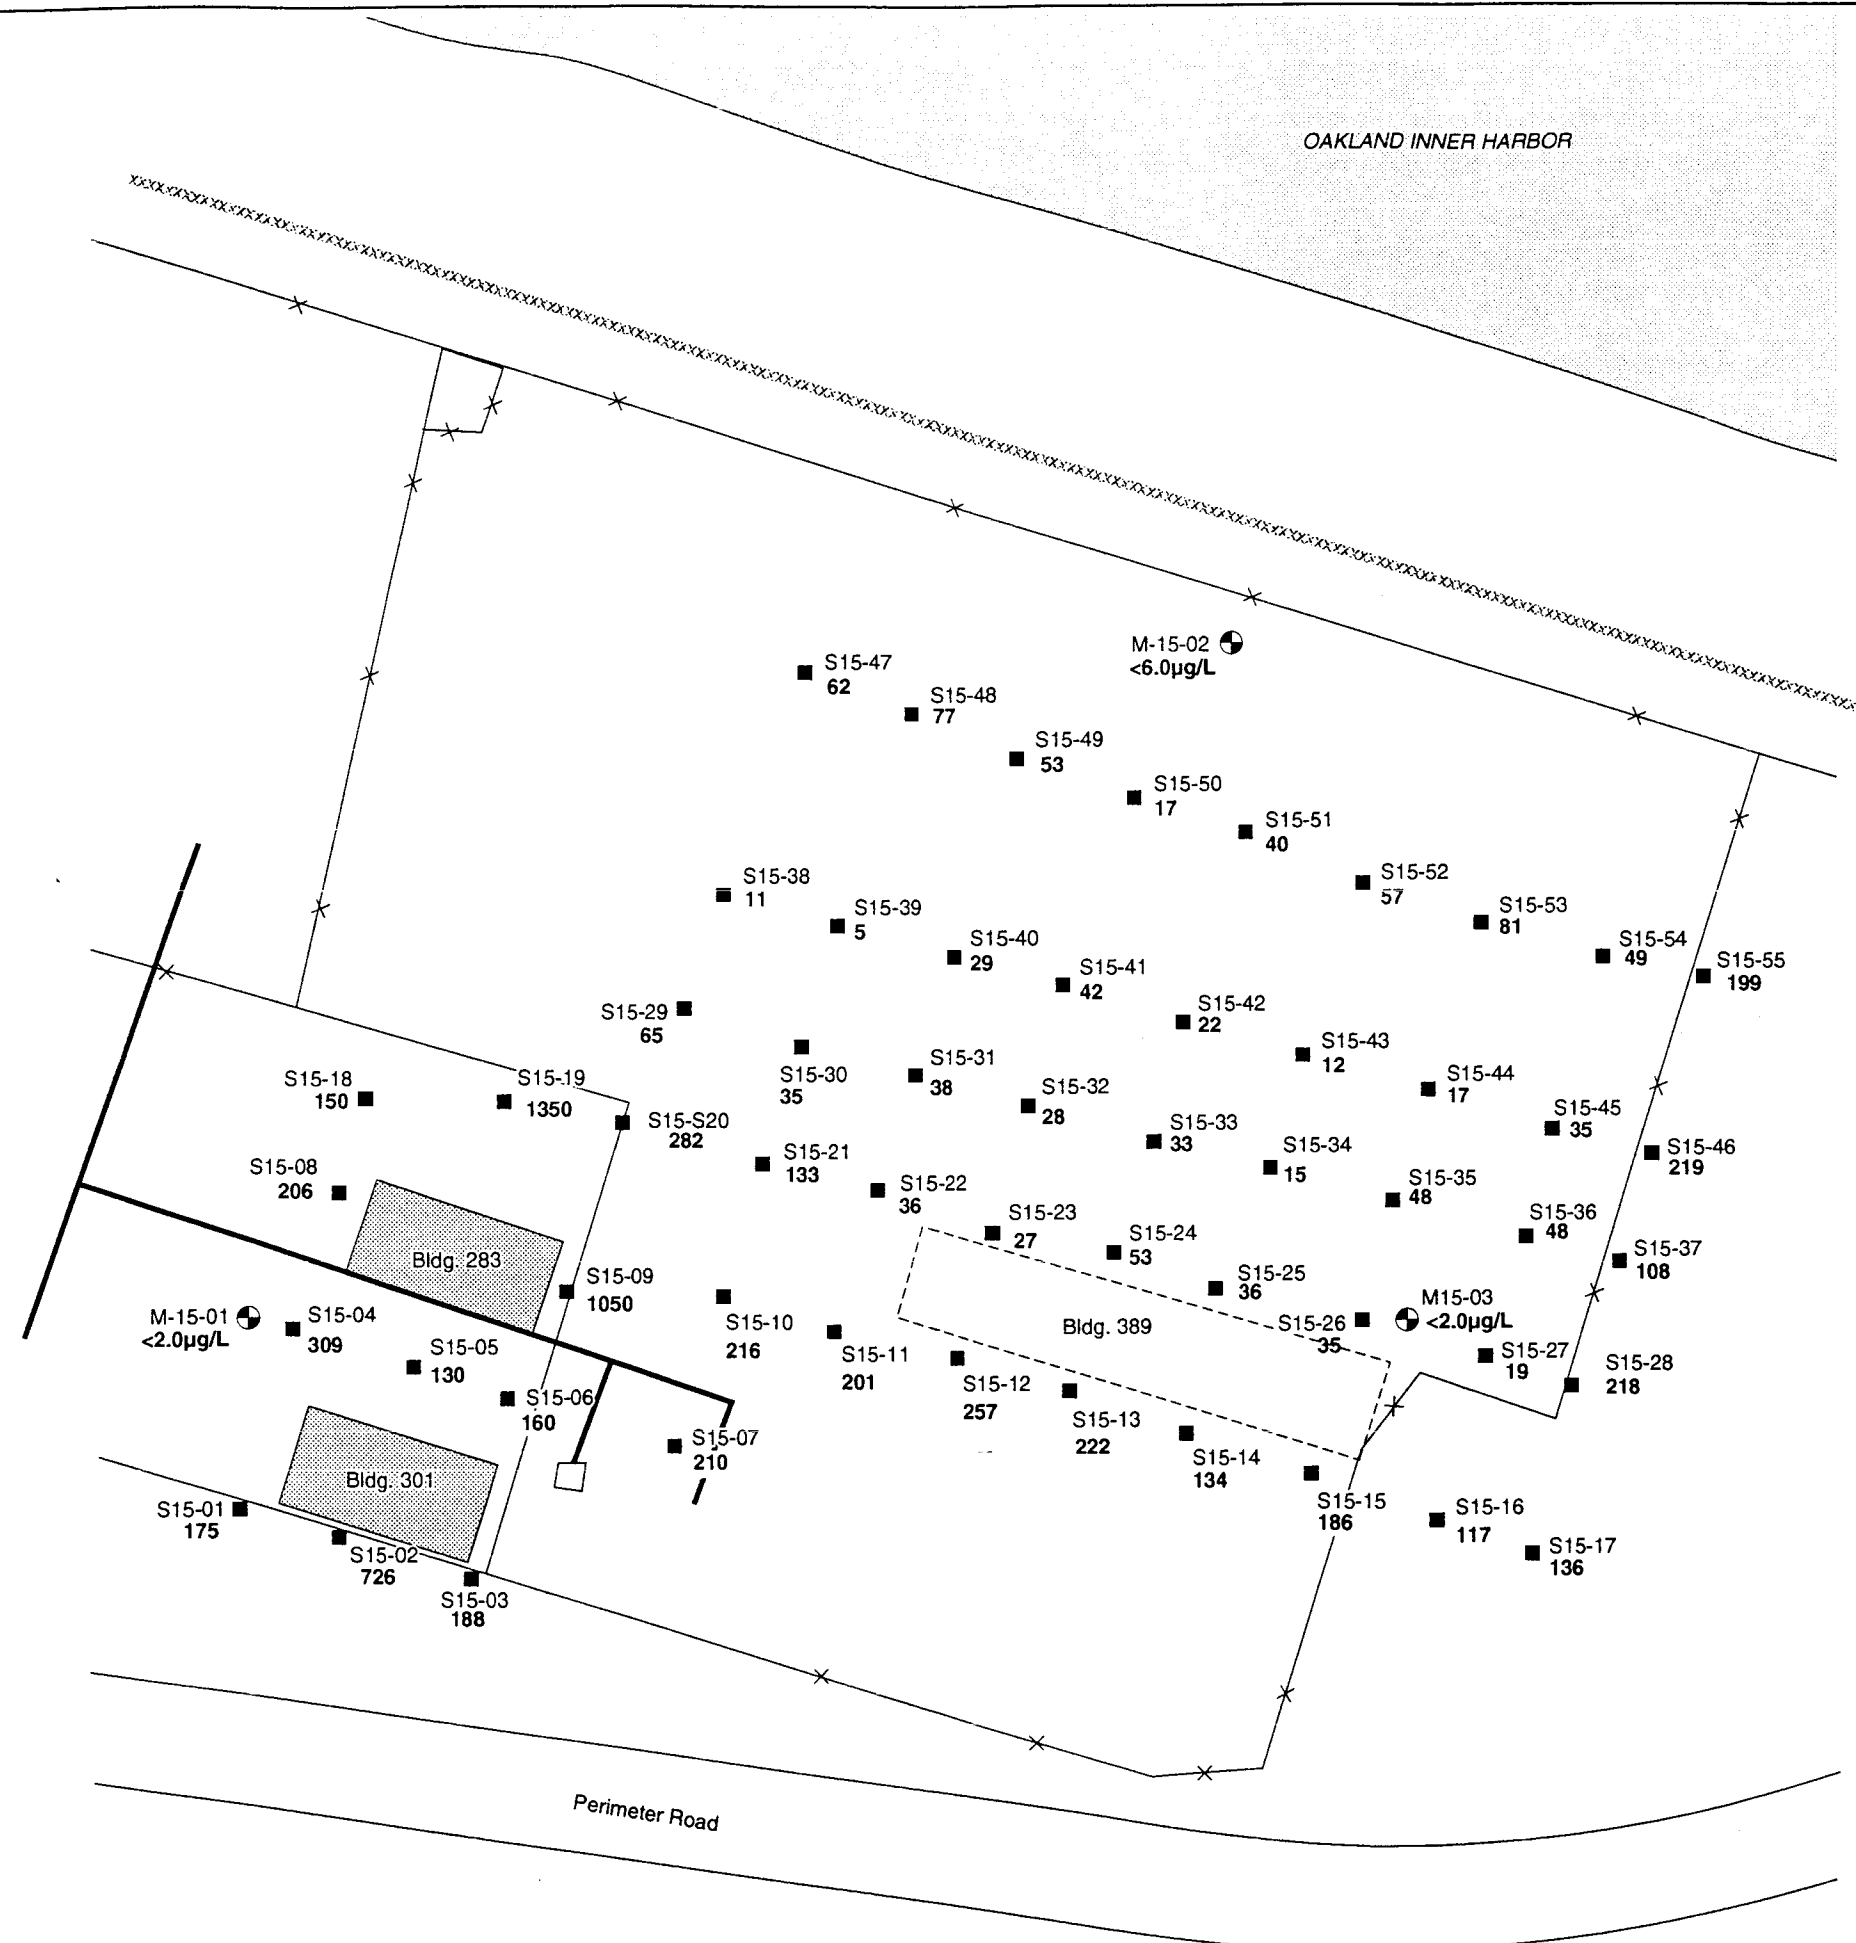 OAKLAND INNER HARBOR
M-15-02
<6.0µg/L
S15-47
62
S15-48
77
S15-49
53
S15-50
17
S15-51
40
S15-52
57
S15-53
81
S15-54
49
S15-55
199
S15-38
11
S15-39
5
S15-40
29
S15-41
42
S15-42
22
S15-43
12
S15-44
17
S15-45
35
S15-46
219
S15-29
65
S15-30
35
S15-31
38
S15-32
28
S15-33
33
S15-34
15
S15-35
48
S15-36
48
S15-37
108
S15-18
150
S15-19
1350
S15-S20
282
S15-21
133
S15-22
36
S15-23
27
S15-24
53
S15-25
36
S15-26
35
M15-03
<2.0µg/L
S15-27
19
S15-28
218
S15-08
206
Bldg. 283
S15-09
1050
S15-10
216
S15-11
201
S15-12
257
S15-13
222
S15-14
134
S15-15
186
S15-16
117
S15-17
136
Bldg. 389
M-15-01
<2.0µg/L
S15-04
309
S15-05
130
S15-06
160
S15-07
210
Bldg. 301
S15-01
175
S15-02
726
S15-03
188
Perimeter Road